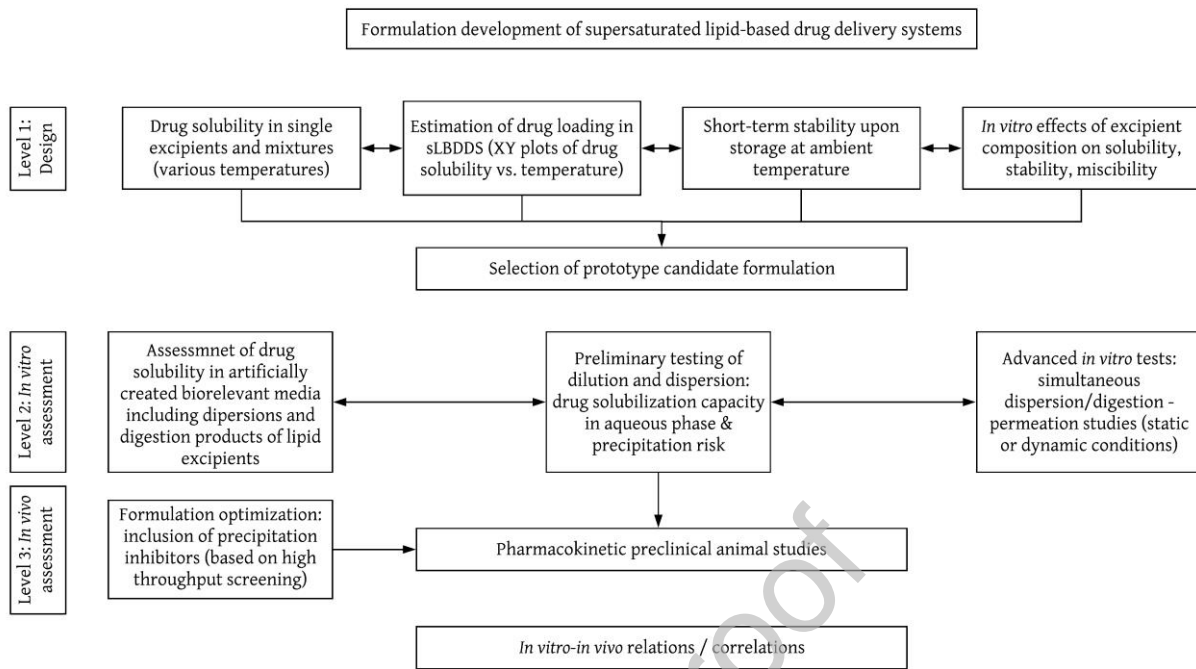 Formulation development of supersaturated lipid-based drug delivery systems
Level 1:
Design
Drug solubility in single
excipients and mixtures
(various temperatures)
Estimation of drug loading in
sLBDDS (XY plots of drug
solubility vs. temperature)
Short-term stability upon
storage at ambient
temperature
In vitro effects of excipient
composition on solubility,
stability, miscibility
Selection of prototype candidate formulation
Level 2: In vitro
assessment
Assessmnet of drug
solubility in artificially
created biorelevant media
including dipersions and
digestion products of lipid
excipients
Preliminary testing of
dilution and dispersion:
drug solubilization capacity
in aqueous phase &
precipitation risk
Advanced in vitro tests:
simultaneous
dispersion/digestion -
permeation studies (static
or dynamic conditions)
Level 3: In vivo
assessment
Formulation optimization:
inclusion of precipitation
inhibitors (based on high
throughput screening)
Pharmacokinetic preclinical animal studies
In vitro-in vivo relations / correlations